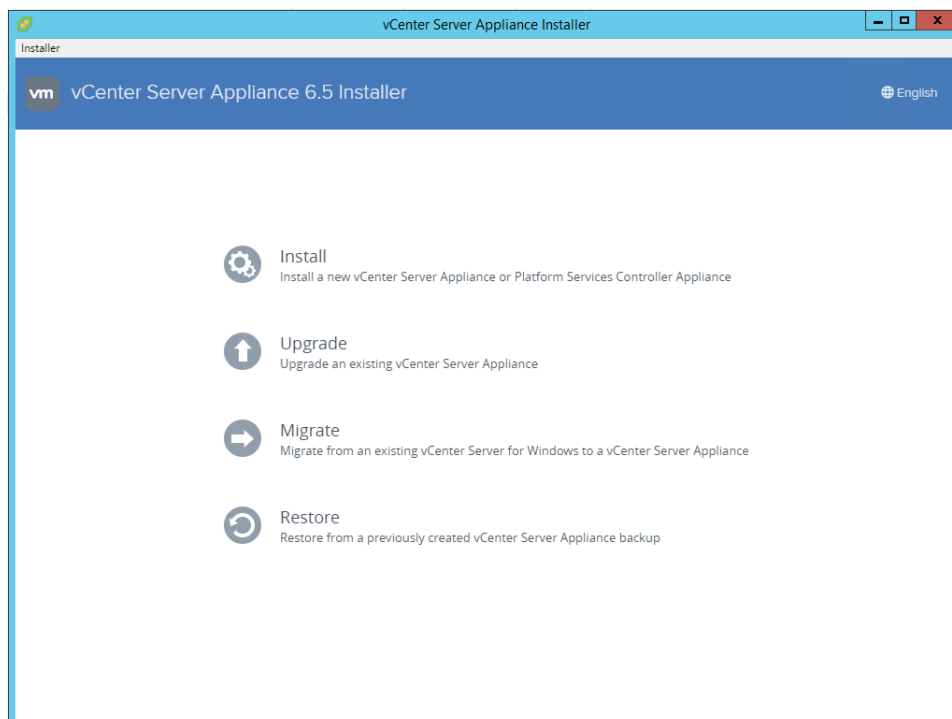 vCenter Server Appliance Installer
Installer
vm vCenter Server Appliance 6.5 Installer English
Install
Install a new vCenter Server Appliance or Platform Services Controller Appliance
Upgrade
Upgrade an existing vCenter Server Appliance
Migrate
Migrate from an existing vCenter Server for Windows to a vCenter Server Appliance
Restore
Restore from a previously created vCenter Server Appliance backup